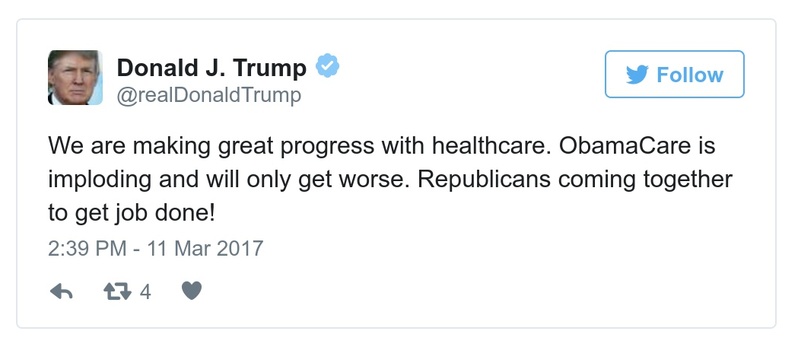 Donald J. Trump
@realDonaldTrump
Follow
We are making great progress with healthcare. ObamaCare is
imploding and will only get worse. Republicans coming together
to get job done!
2:39 PM - 11 Mar 2017
4